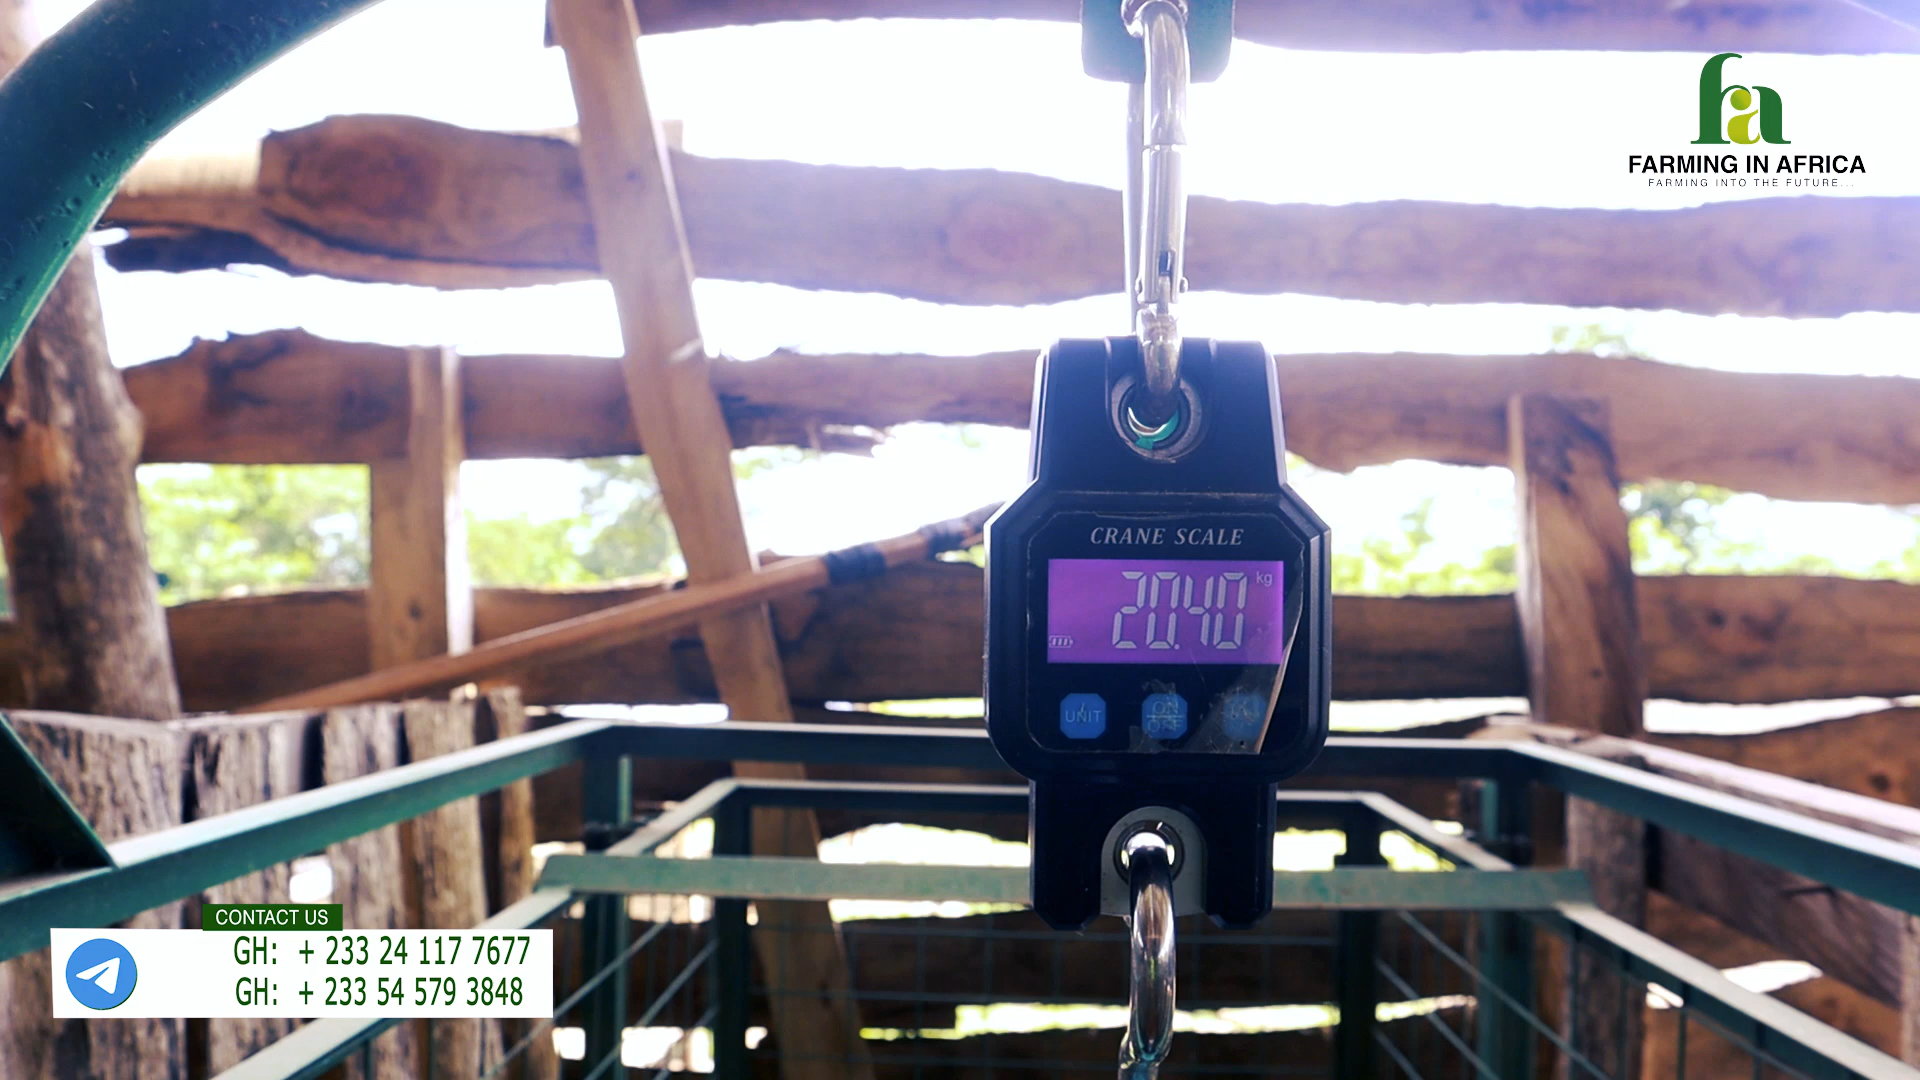 fa
FARMING IN AFRICA
FARMING INTO THE FUTURE...
CRANE SCALE
20.40 kg
UNIT
ON
OFF
CONTACT US
GH: + 233 24 117 7677
GH: + 233 54 579 3848